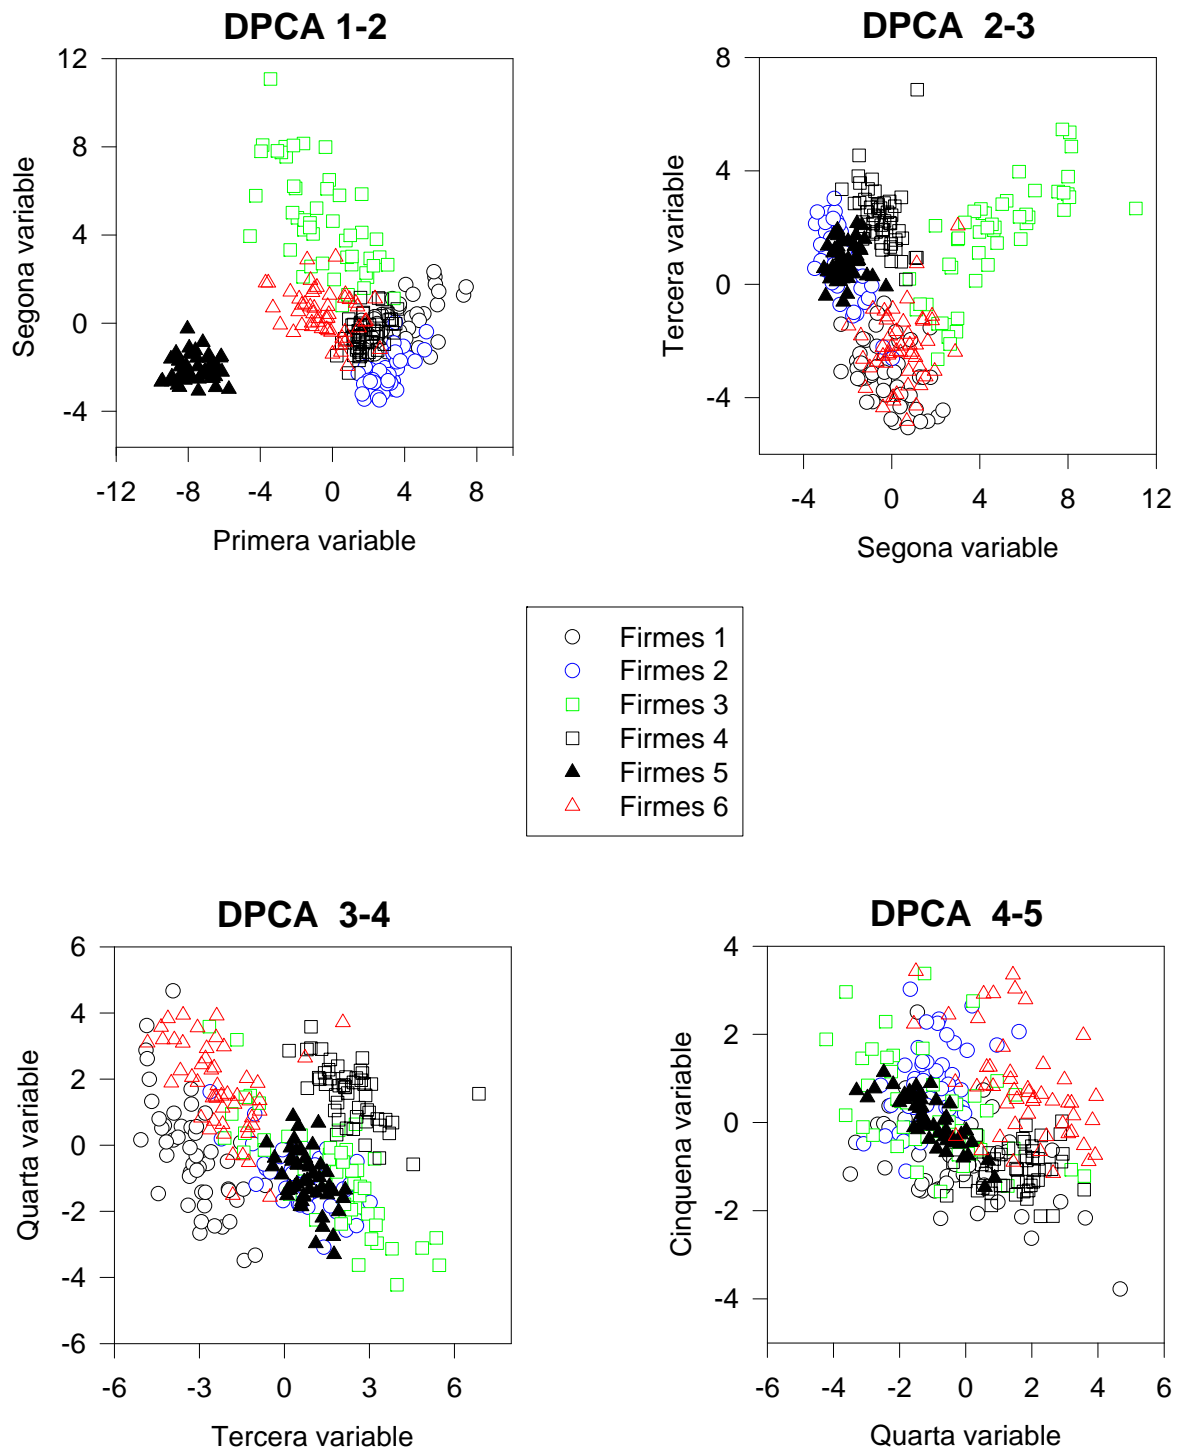 DPCA 1-2
12
8
4
0
-4
Segona variable
-12 -8 -4 0 4 8
Primera variable
DPCA 2-3
8
4
0
-4
Tercera variable
-4 0 4 8 12
Segona variable
Firmes 1
Firmes 2
Firmes 3
Firmes 4
Firmes 5
Firmes 6
DPCA 3-4
6
4
2
0
-2
-4
-6
Quarta variable
-6 -3 0 3 6
Tercera variable
DPCA 4-5
4
2
0
-2
-4
Cinquena variable
-6 -4 -2 0 2 4 6
Quarta variable